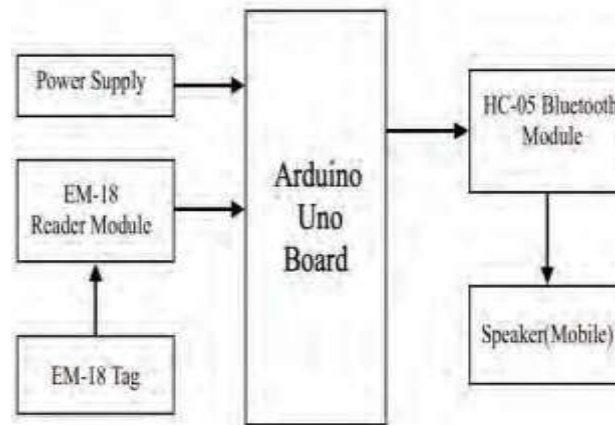 Power Supply
EM-18
Reader Module
EM-18 Tag
Arduino
Uno
Board
HC-05 Bluetooth
Module
Speaker(Mobile)